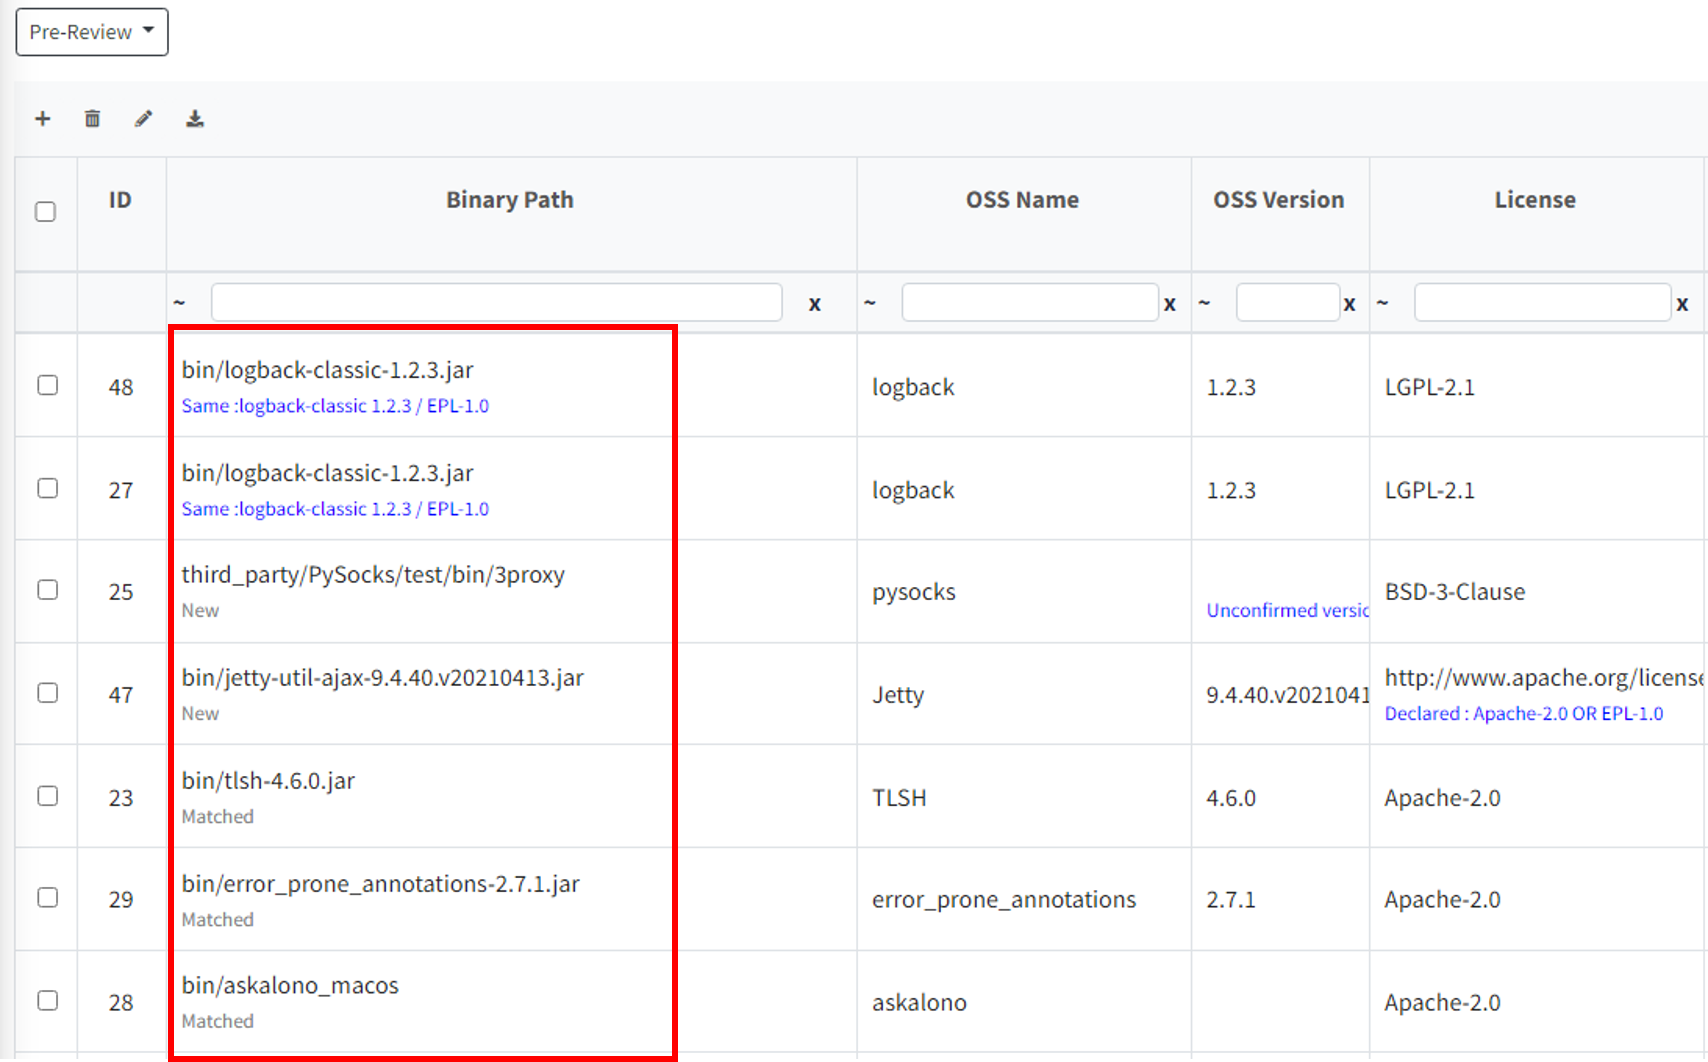 Pre-Review
ID Binary Path OSS Name OSS Version License
~ x ~ x ~ x ~ x
bin/logback-classic-1.2.3.jar
48 logback 1.2.3 LGPL-2.1
Same :logback-classic 1.2.3 / EPL-1.0
bin/logback-classic-1.2.3.jar
27 logback 1.2.3 LGPL-2.1
Same :logback-classic 1.2.3 / EPL-1.0
third_party/PySocks/test/bin/3proxy
25 pysocks BSD-3-Clause
New Unconfirmed versic
bin/jetty-util-ajax-9.4.40.v20210413.jar http://www.apache.org/license
47 Jetty 9.4.40.v2021041
New Declared : Apache-2.0 OR EPL-1.0
bin/tlsh-4.6.0.jar
23 TLSH 4.6.0 Apache-2.0
Matched
bin/error_prone_annotations-2.7.1.jar
29 error_prone_annotations 2.7.1 Apache-2.0
Matched
bin/askalono_macos
28 askalono Apache-2.0
Matched